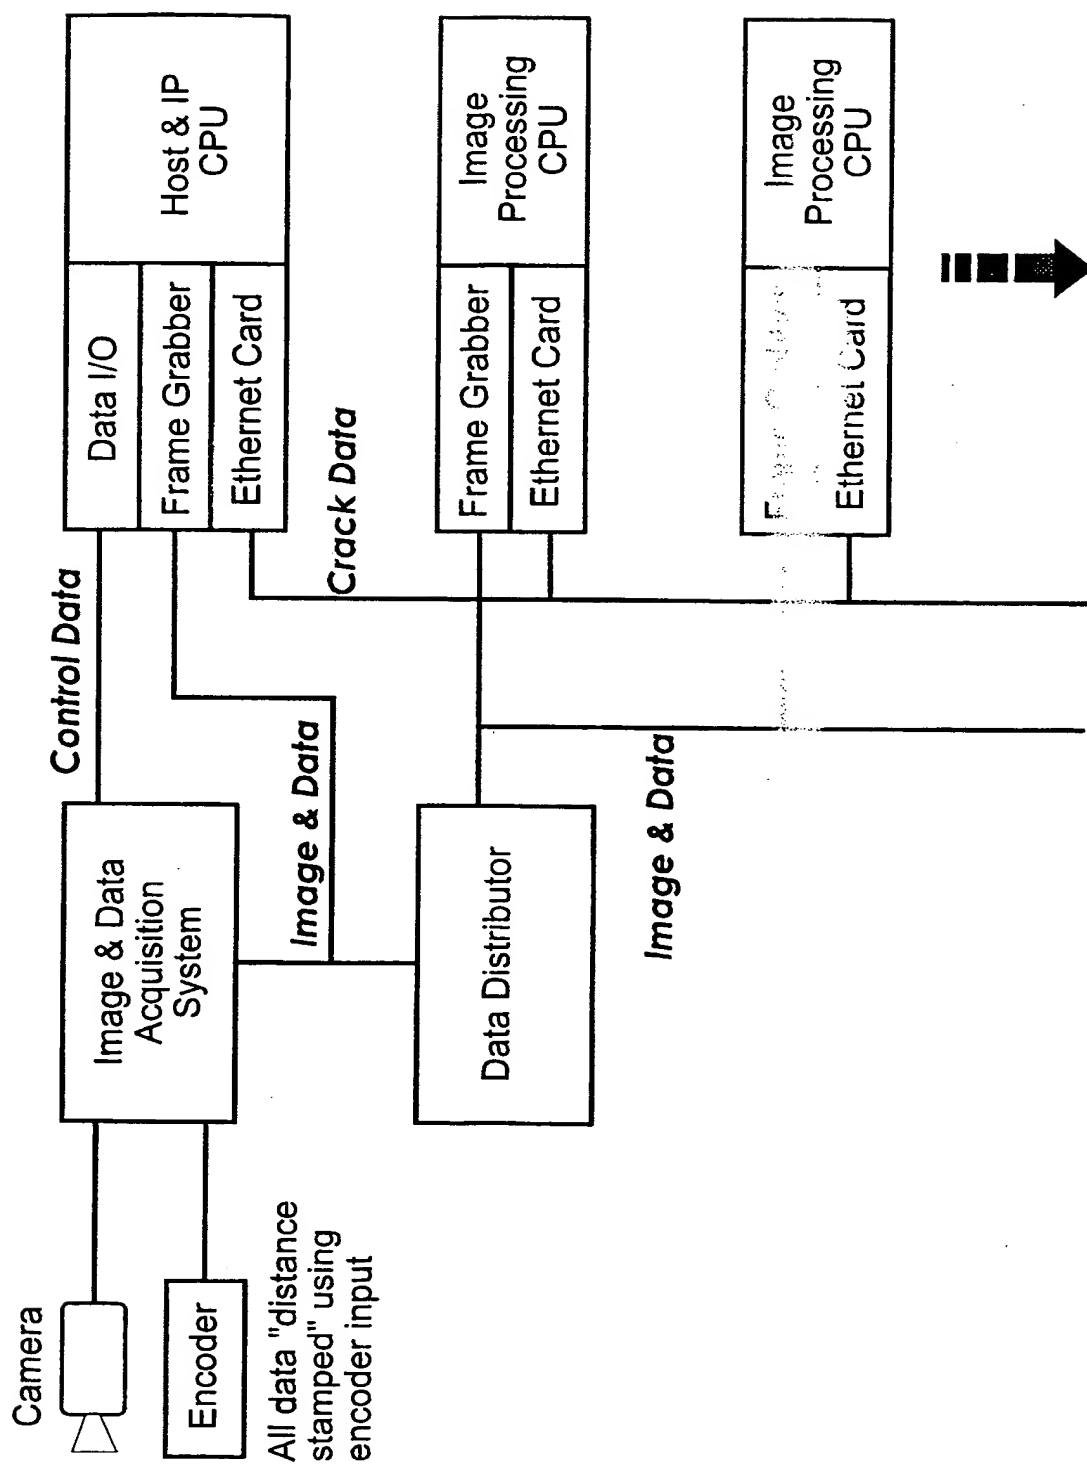 Camera
Encoder
All data "distance
stamped" using
encoder input
Image & Data
Acquisition
System
Control Data
Image & Data
Data Distributor
Image & Data
Data I/O
Frame Grabber
Ethernet Card
Host & IP
CPU
Crack Data
Frame Grabber
Ethernet Card
Image
Processing
CPU
Ethernet Card
Image
Processing
CPU